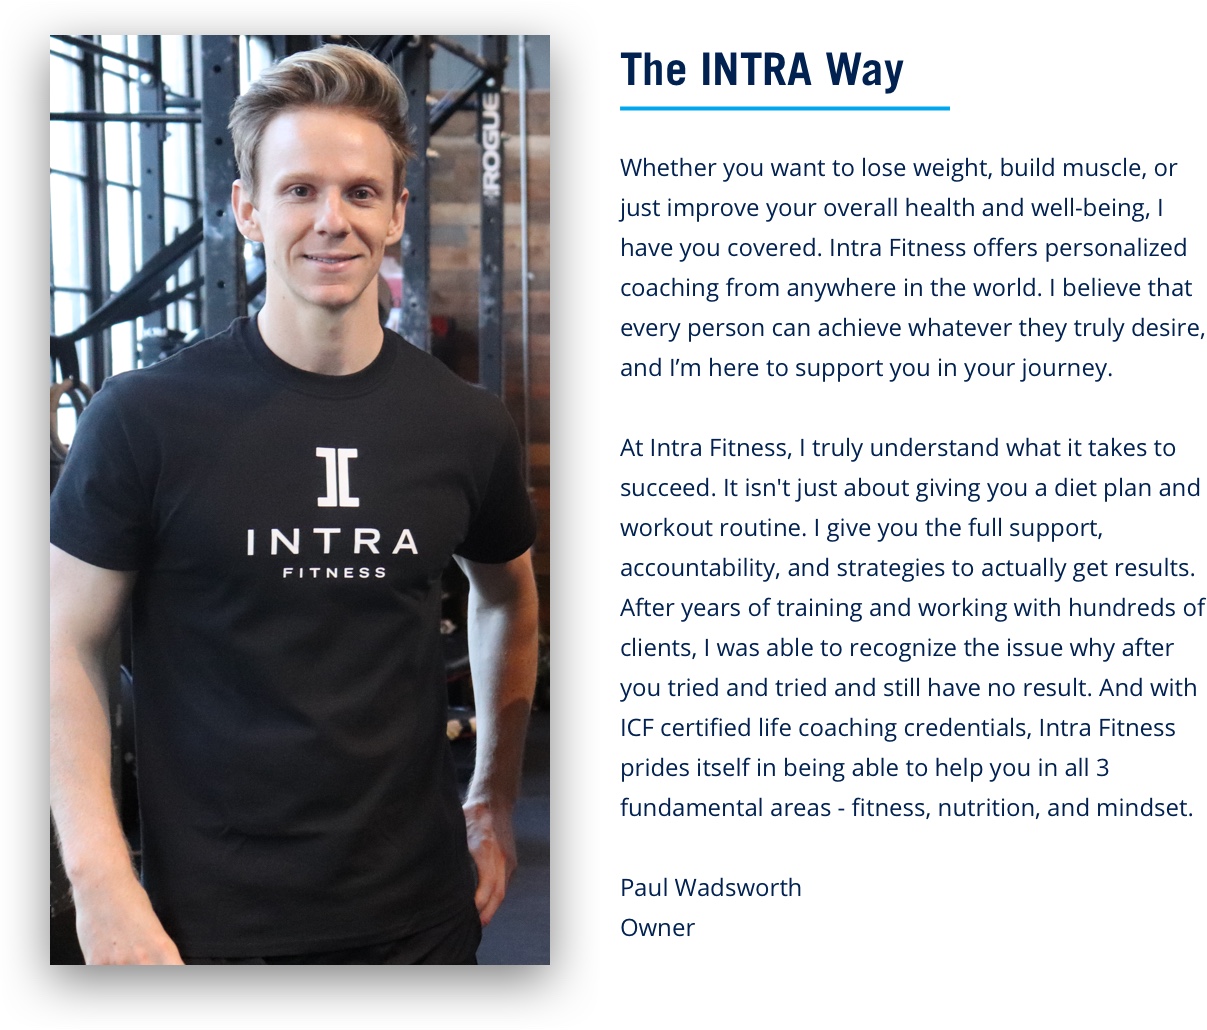 The INTRA Way
Whether you want to lose weight, build muscle, or
just improve your overall health and well-being, I
have you covered. Intra Fitness offers personalized
coaching from anywhere in the world. I believe that
every person can achieve whatever they truly desire,
and I’m here to support you in your journey.
At Intra Fitness, I truly understand what it takes to
succeed. It isn't just about giving you a diet plan and
workout routine. I give you the full support,
accountability, and strategies to actually get results.
After years of training and working with hundreds of
clients, I was able to recognize the issue why after
you tried and tried and still have no result. And with
ICF certified life coaching credentials, Intra Fitness
prides itself in being able to help you in all 3
fundamental areas - fitness, nutrition, and mindset.
Paul Wadsworth
Owner
ROGUE
INTRA
FITNESS